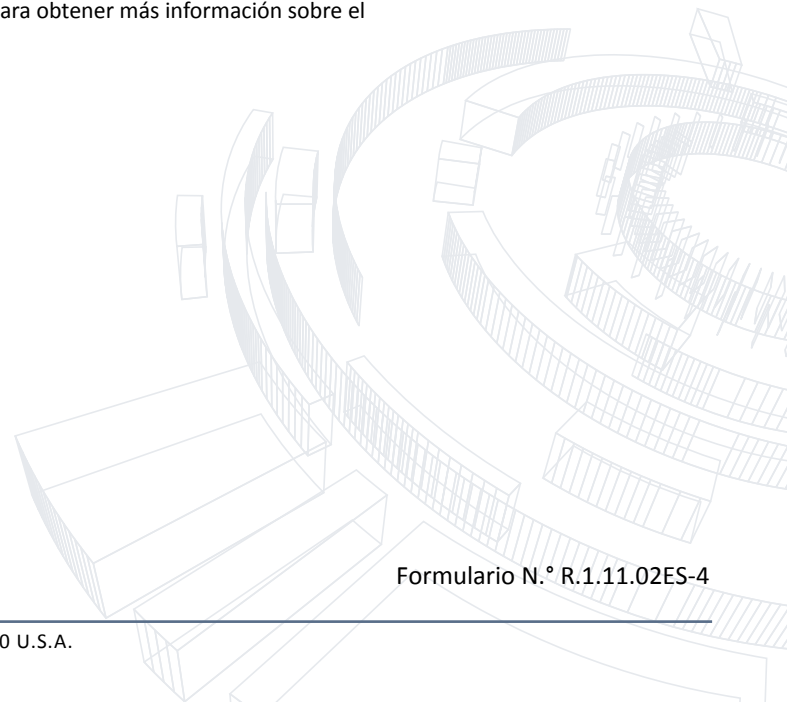 ara obtener más información sobre el
Formulario N.° R.1.11.02ES-4
0 U.S.A.